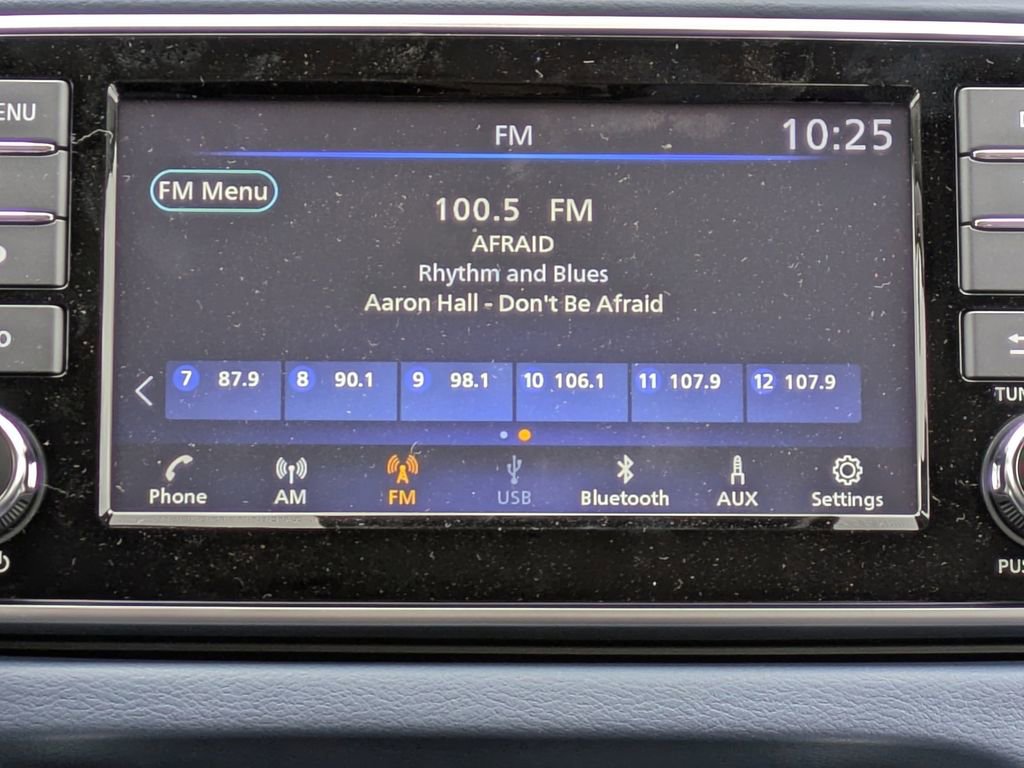 FM 10:25
FM Menu
100.5 FM
AFRAID
Rhythm and Blues
Aaron Hall - Don't Be Afraid
7 87.9 8 90.1 9 98.1 10 106.1 11 107.9 12 107.9
Phone AM FM USB Bluetooth AUX Settings
ENU
O
TUN
PUS